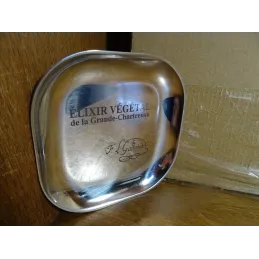 ELIXIR VÉGÉTAL
de la Grande-Chartreuse